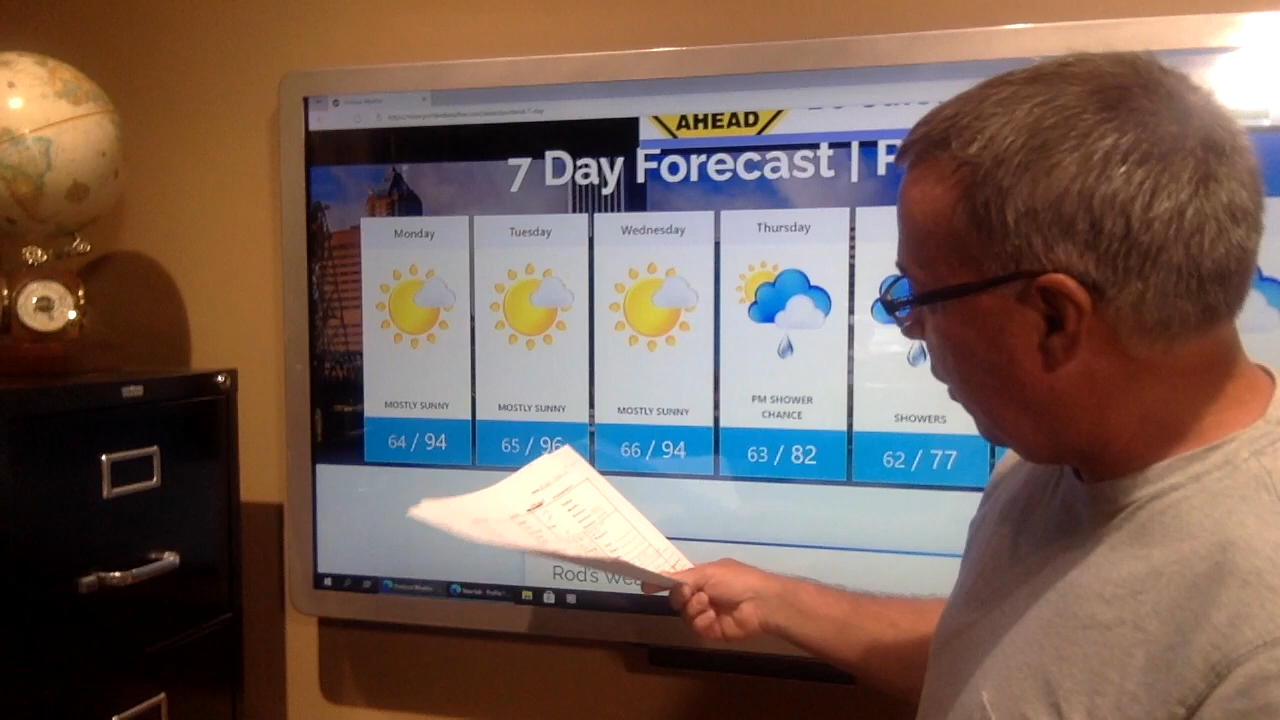 AHEAD
7 Day Forecast |
Monday
Tuesday
Wednesday
Thursday
MOSTLY SUNNY
MOSTLY SUNNY
MOSTLY SUNNY
PM SHOWER
CHANCE
SHOWERS
64 / 94
65 / 96
66 / 94
63 / 82
62 / 77
Rod's